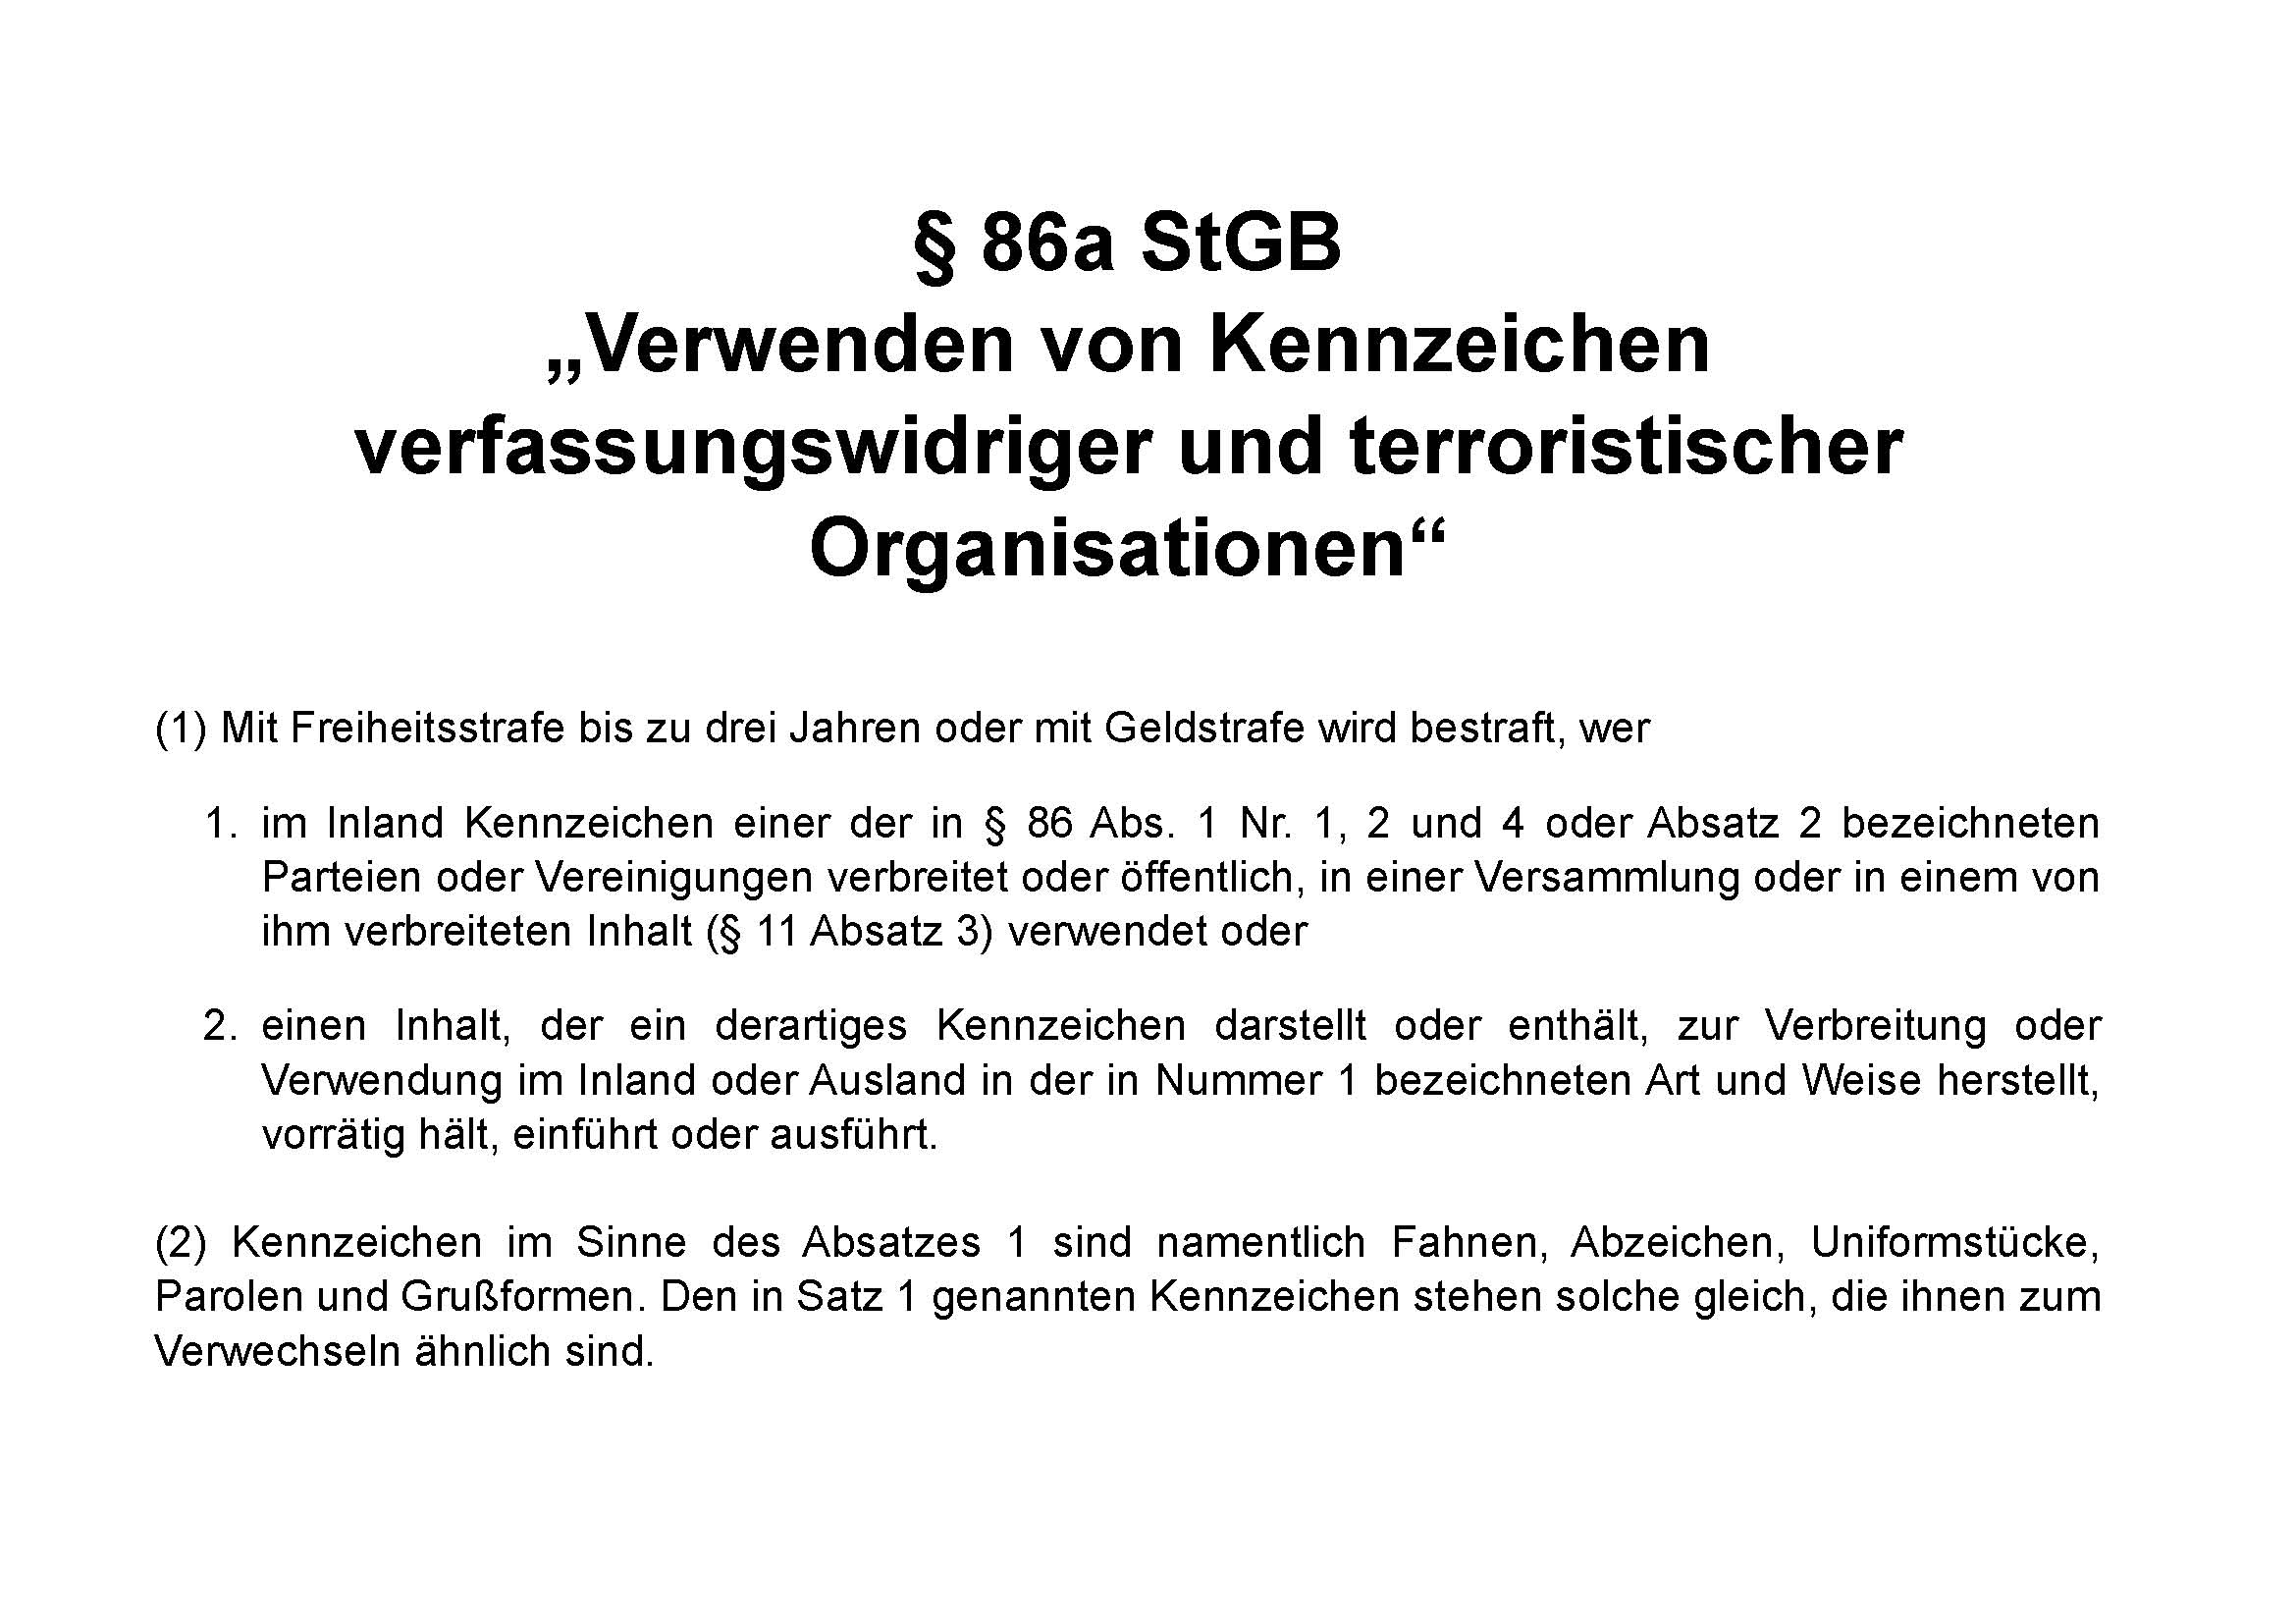 § 86a StGB
„Verwenden von Kennzeichen
verfassungswidriger und terroristischer
Organisationen“
(1) Mit Freiheitsstrafe bis zu drei Jahren oder mit Geldstrafe wird bestraft, wer
1. im Inland Kennzeichen einer der in § 86 Abs. 1 Nr. 1, 2 und 4 oder Absatz 2 bezeichneten
Parteien oder Vereinigungen verbreitet oder öffentlich, in einer Versammlung oder in einem von
ihm verbreiteten Inhalt (§ 11 Absatz 3) verwendet oder
2. einen Inhalt, der ein derartiges Kennzeichen darstellt oder enthält, zur Verbreitung oder
Verwendung im Inland oder Ausland in der in Nummer 1 bezeichneten Art und Weise herstellt,
vorrätig hält, einführt oder ausführt.
(2) Kennzeichen im Sinne des Absatzes 1 sind namentlich Fahnen, Abzeichen, Uniformstücke,
Parolen und Grußformen. Den in Satz 1 genannten Kennzeichen stehen solche gleich, die ihnen zum
Verwechseln ähnlich sind.